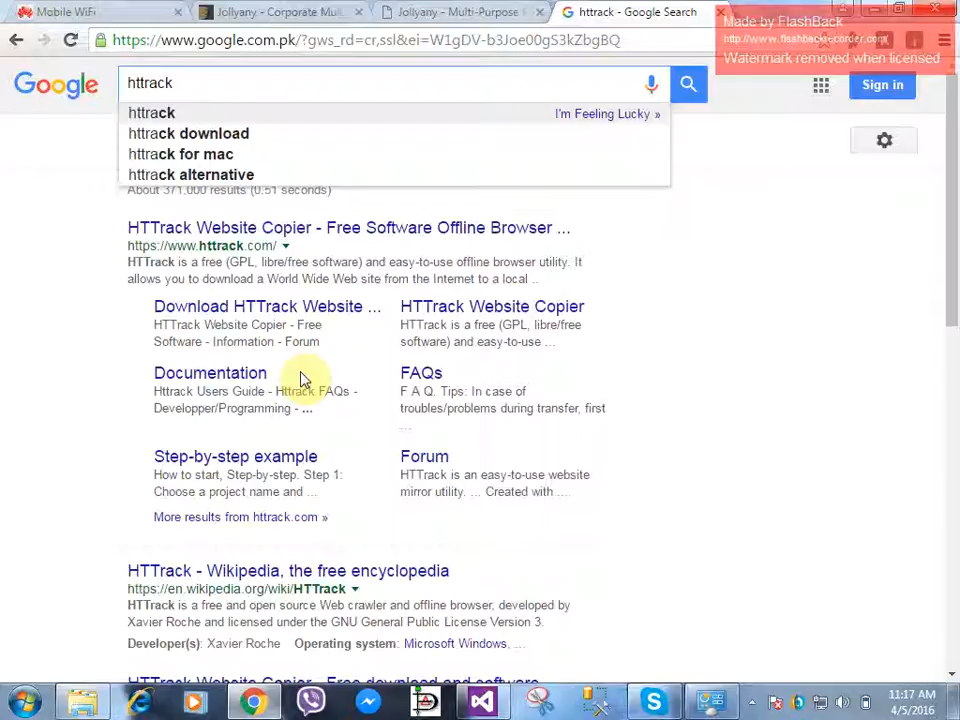 Mobile WiFi
Jollyany - Corporate Mul
Jollyany - Multi-Purpose
httrack - Google Search
Made by FlashBack
http://www.flashbackrecorder.com/
Watermark removed when licensed
https://www.google.com.pk/?gws_rd=cr,ssl&ei=W1gDV-b3Joe00gS3kZbgBQ
Google
httrack
Sign in
httrack
I'm Feeling Lucky »
httrack download
httrack for mac
httrack alternative
About 371,000 results (0.51 seconds)
HTTrack Website Copier - Free Software Offline Browser ...
https://www.httrack.com/
HTTrack is a free (GPL, libre/free software) and easy-to-use offline browser utility. It
allows you to download a World Wide Web site from the Internet to a local ..
Download HTTrack Website ...
HTTrack Website Copier - Free
Software - Information - Forum
HTTrack Website Copier
HTTrack is a free (GPL, libre/free
software) and easy-to-use ...
Documentation
Httrack Users Guide - Httrack FAQs -
Developper/Programming - ...
FAQs
F A Q. Tips: In case of
troubles/problems during transfer, first
...
Step-by-step example
How to start, Step-by-step. Step 1:
Choose a project name and ...
Forum
HTTrack is an easy-to-use website
mirror utility. ... Created with ....
More results from httrack.com »
HTTrack - Wikipedia, the free encyclopedia
https://en.wikipedia.org/wiki/HTTrack
HTTrack is a free and open source Web crawler and offline browser, developed by
Xavier Roche and licensed under the GNU General Public License Version 3.
Developer(s): Xavier Roche Operating system: Microsoft Windows, ...
HTTrack Website Copier - Free download and software
11:17 AM
4/5/2016